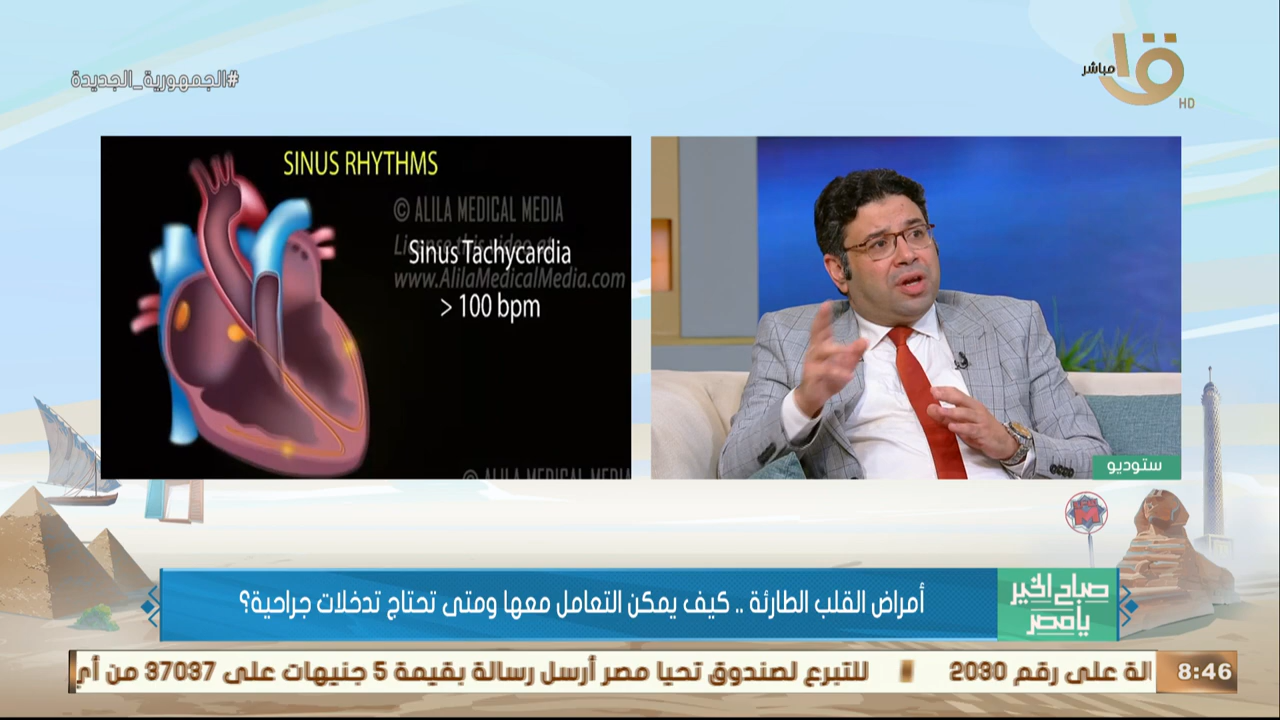 #الجمهورية_الجديدة
مباشر
HD
SINUS RHYTHMS
© ALILA MEDICAL MEDIA
License this video at
Sinus Tachycardia
www.AlilaMedicalMedia.com
> 100 bpm
© ALILA MEDICAL MEDIA
ستوديو
M
صباح الخير
يا مصر
أمراض القلب الطارئة .. كيف يمكن التعامل معها ومتى تحتاج تدخلات جراحية؟
الة على رقم 2030 للتبرع لصندوق تحيا مصر أرسل رسالة بقيمة 5 جنيهات على 37037 من أي
8:46